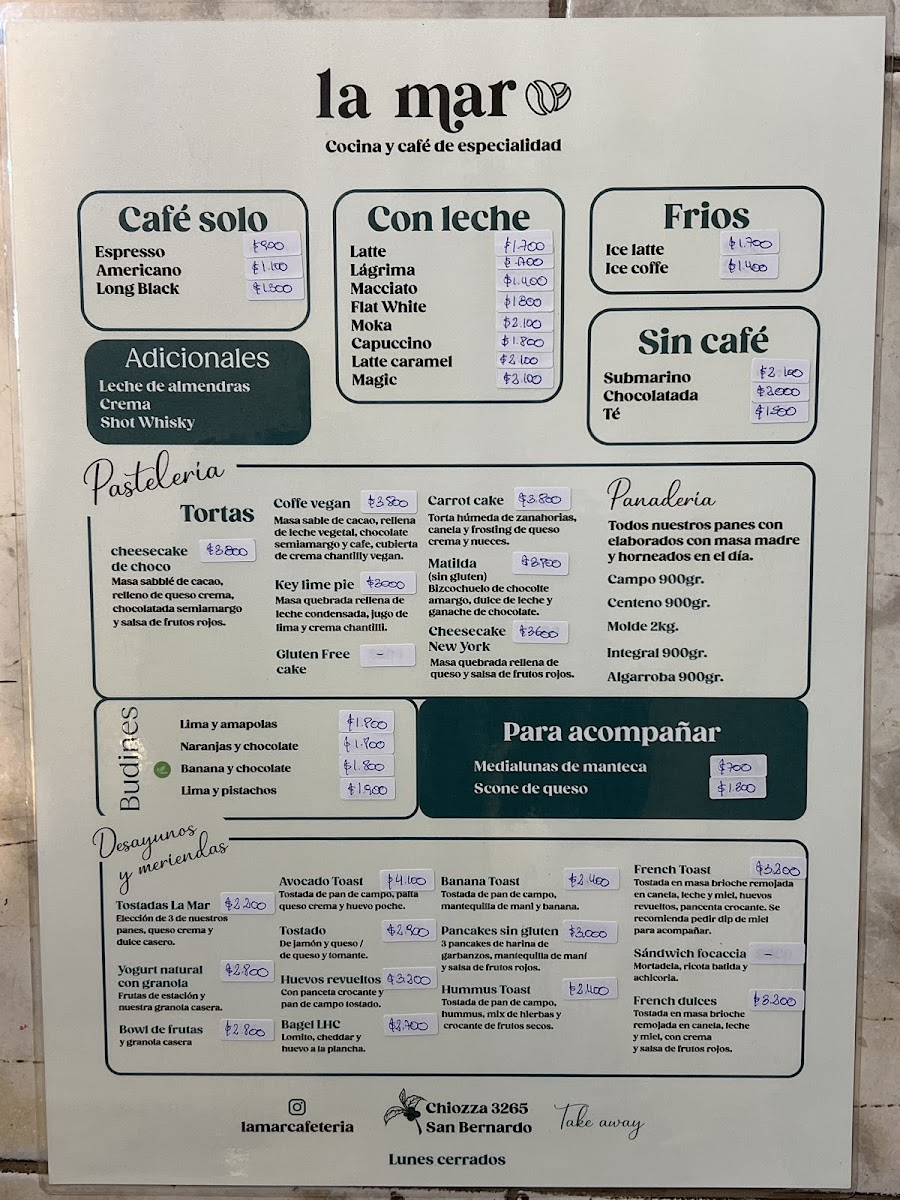 la mar
Cocina y café de especialidad
Café solo
Espresso $900
Americano $1.100
Long Black $1.300
Adicionales
Leche de almendras
Crema
Shot Whisky
Con leche
Latte $1.700
Lágrima
Macciato $1.400
Flat White $1800
Moka $2.100
Capuccino $1.800
Latte caramel $2.100
Magic $2.100
Frios
Ice latte $1.700
Ice coffe $1.400
Sin café
Submarino $2.100
Chocolatada $2000
Té
Pastelería
Tortas
cheesecake $3800
de choco
Masa sabblé de cacao,
relleno de queso crema,
chocolatada semiamargo
y salsa de frutos rojos.
Coffe vegan $3800
Masa sable de cacao, rellena
de leche vegetal, chocolate
semiamargo y cafe, cubierta
de crema chantilly vegan.
Key lime pie $3000
Masa quebrada rellena de
leche condensada, jugo de
lima y crema chantilli.
Gluten Free -
cake
Carrot cake $3.800
Torta húmeda de zanahorias,
canela y frosting de queso
crema y nueces.
Matilda
(sin gluten)
Bizcochuelo de chocolte
amargo, dulce de leche y
ganache de chocolate.
Cheesecake $3600
New York
Masa quebrada rellena de
queso y salsa de frutos rojos.
Panadería
Todos nuestros panes con
elaborados con masa madre
y horneados en el día.
Campo 900gr.
Centeno 900gr.
Molde 2kg.
Integral 900gr.
Algarroba 900gr.
Budines
Lima y amapolas $1.800
Naranjas y chocolate $1.800
Banana y chocolate $1.800
Lima y pistachos $1.900
Para acompañar
Medialunas de manteca $700
Scone de queso $1.800
Desayunos
y meriendas
Tostadas La Mar $2.200
Elección de 3 de nuestros
panes, queso crema y
dulce casero.
Yogurt natural $2.800
con granola
Frutas de estación y
nuestra granola casera.
Bowl de frutas $2.800
y granola casera
Avocado Toast $4.100
Tostada de pan de campo, palta
queso crema y huevo poche.
Tostado $2.900
De jamón y queso /
de queso y tomante.
Huevos revueltos $3.200
Con panceta crocante y
pan de campo tostado.
Bagel LHC $2.700
Lomito, cheddar y
huevo a la plancha.
Banana Toast $2.400
Tostada de pan de campo,
mantequilla de maní y banana.
Pancakes sin gluten $3.000
3 pancakes de harina de
garbanzos, mantequilla de maní
y salsa de frutos rojos.
Hummus Toast $2.400
Tostada de pan de campo,
hummus, mix de hierbas y
crocante de frutos secos.
French Toast $3.200
Tostada en masa brioche remojada
en canela, leche y miel, huevos
revueltos, pancenta crocante. Se
recomienda pedir dip de miel
para acompañar.
Sándwich focaccia -
Mortadela, ricota batida y
achicoria.
French dulces $3.200
Tostada en masa brioche
remojada en canela, leche
y miel, con crema
y salsa de frutos rojos.
lamarcafeteria
Chiozza 3265
San Bernardo
Take away
Lunes cerrados